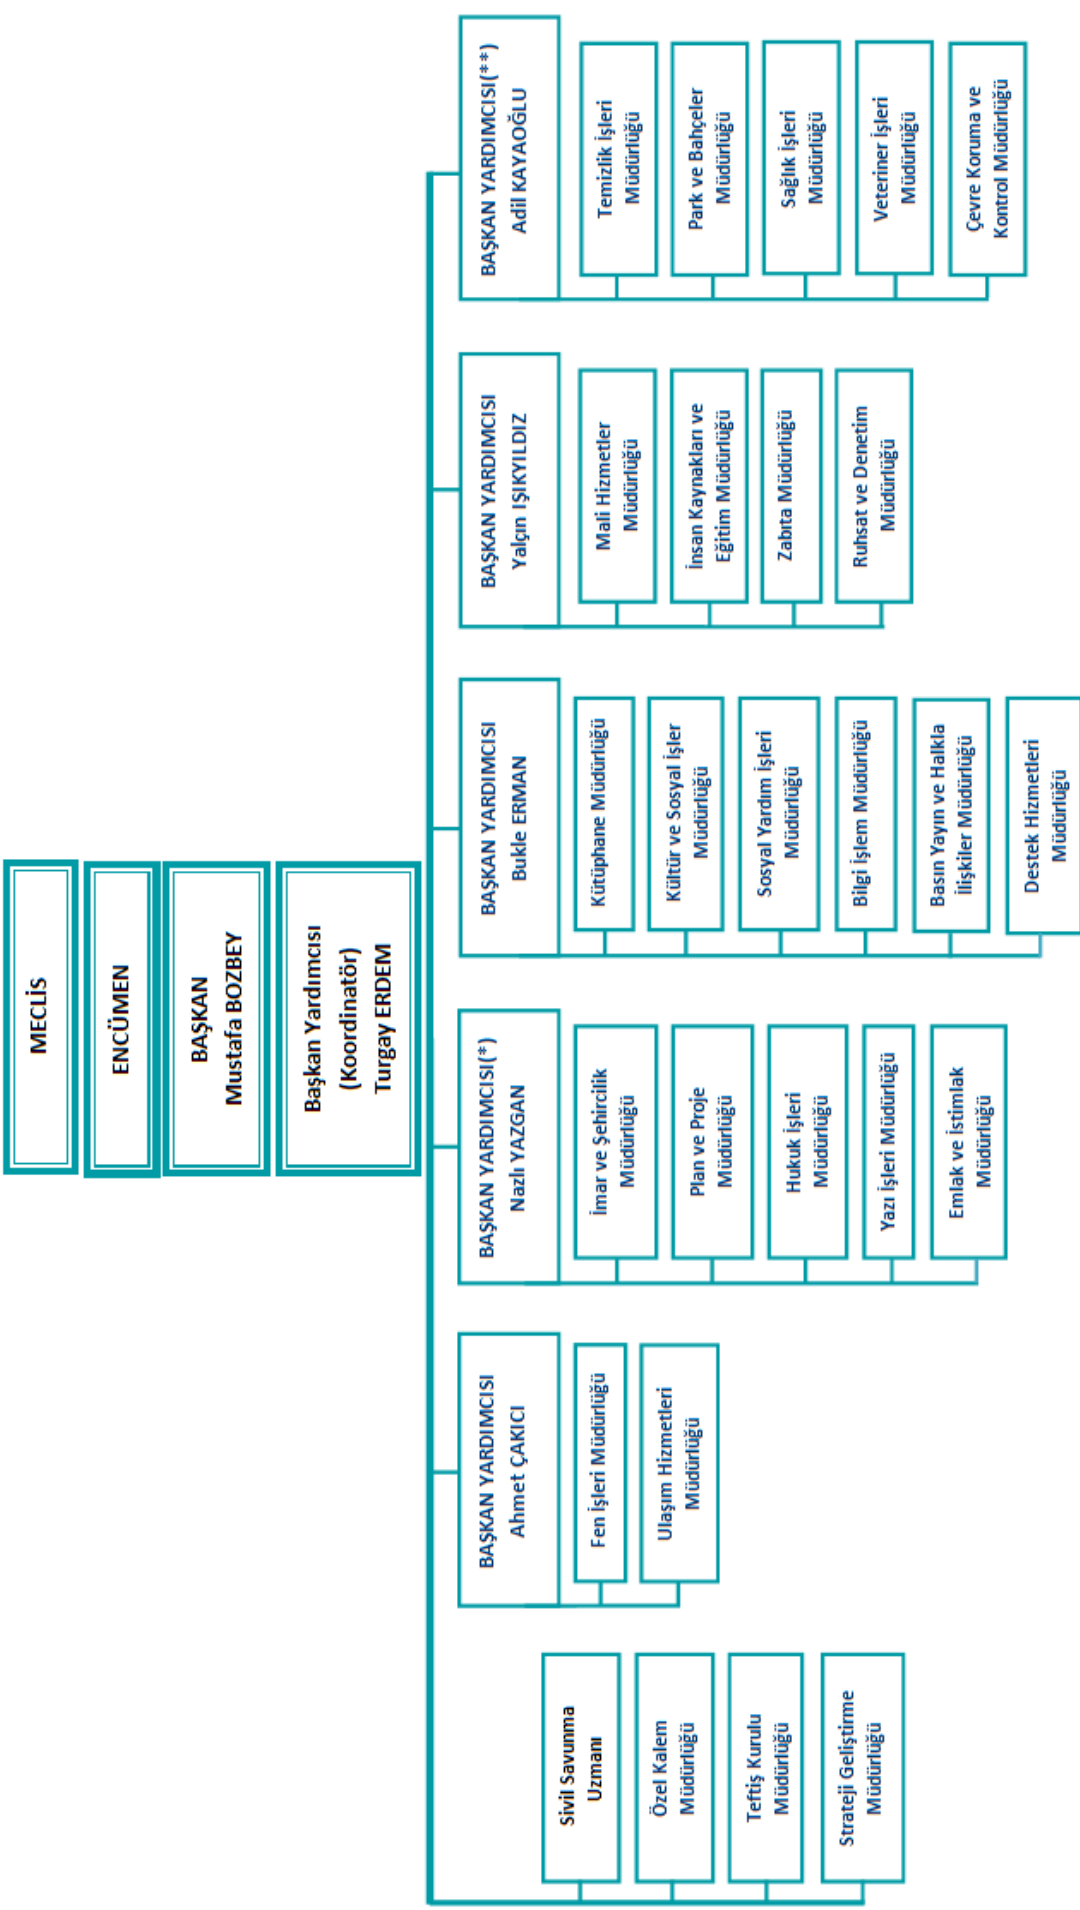 MECLİS
ENCÜMEN
BAŞKAN
Mustafa BOZBEY
Başkan Yardımcısı
(Koordinatör)
Turgay ERDEM
Sivil Savunma
Uzmanı
Özel Kalem
Müdürlüğü
Teftiş Kurulu
Müdürlüğü
Strateji Geliştirme
Müdürlüğü
BAŞKAN YARDIMCISI
Ahmet ÇAKICI
Fen İşleri Müdürlüğü
Ulaşım Hizmetleri
Müdürlüğü
BAŞKAN YARDIMCISI(*)
Nazlı YAZGAN
İmar ve Şehircilik
Müdürlüğü
Plan ve Proje
Müdürlüğü
Hukuk İşleri
Müdürlüğü
Yazı İşleri Müdürlüğü
Emlak ve İstimlak
Müdürlüğü
BAŞKAN YARDIMCISI
Bukle ERMAN
Kütüphane Müdürlüğü
Kültür ve Sosyal İşler
Müdürlüğü
Sosyal Yardım İşleri
Müdürlüğü
Bilgi İşlem Müdürlüğü
Basın Yayın ve Halkla
İlişkiler Müdürlüğü
Destek Hizmetleri
Müdürlüğü
BAŞKAN YARDIMCISI
Yalçın IŞIKYILDIZ
Mali Hizmetler
Müdürlüğü
İnsan Kaynakları ve
Eğitim Müdürlüğü
Zabıta Müdürlüğü
Ruhsat ve Denetim
Müdürlüğü
BAŞKAN YARDIMCISI(**)
Adil KAYAOĞLU
Temizlik İşleri
Müdürlüğü
Park ve Bahçeler
Müdürlüğü
Sağlık İşleri
Müdürlüğü
Veteriner İşleri
Müdürlüğü
Çevre Koruma ve
Kontrol Müdürlüğü